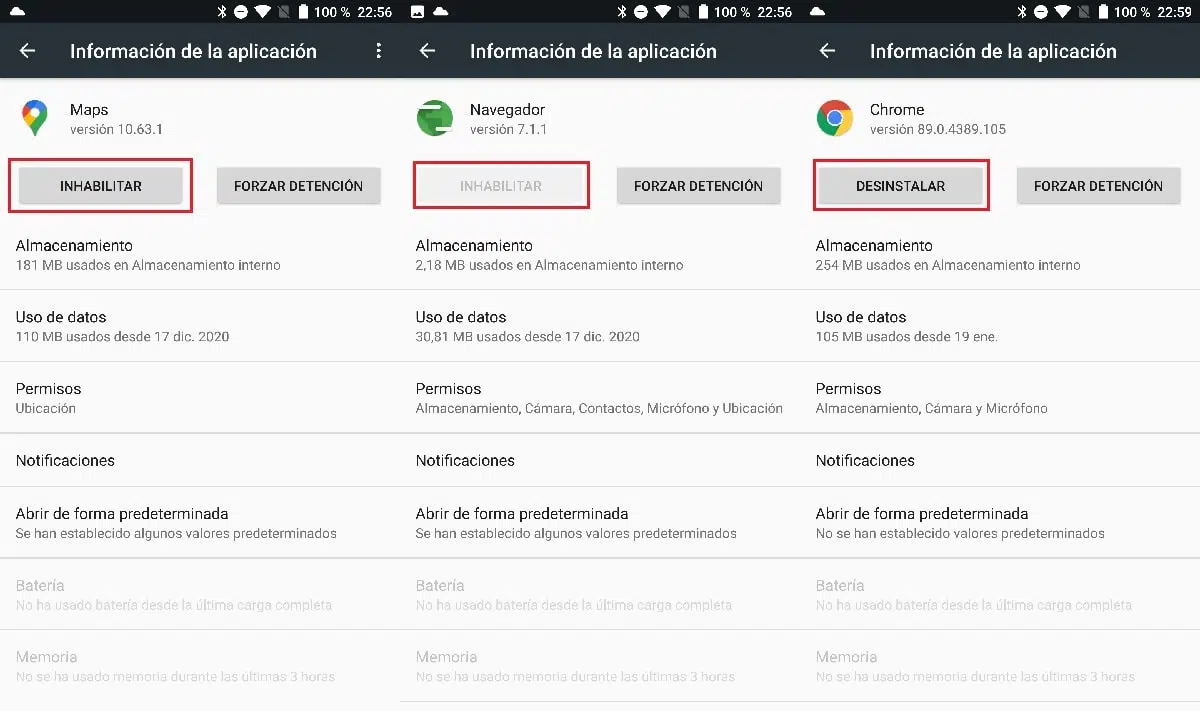 100 % 22:56
Información de la aplicación
Maps
versión 10.63.1
INHABILITAR
FORZAR DETENCIÓN
Almacenamiento
181 MB usados en Almacenamiento interno
Uso de datos
110 MB usados desde 17 dic. 2020
Permisos
Ubicación
Notificaciones
Abrir de forma predeterminada
Se han establecido algunos valores predeterminados
Batería
No ha usado batería desde la última carga completa
Memoria
No se ha usado memoria durante las últimas 3 horas
100 % 22:56
Información de la aplicación
Navegador
versión 7.1.1
INHABILITAR
FORZAR DETENCIÓN
Almacenamiento
2,18 MB usados en Almacenamiento interno
Uso de datos
30,81 MB usados desde 17 dic. 2020
Permisos
Almacenamiento, Cámara, Contactos, Micrófono y Ubicación
Notificaciones
Abrir de forma predeterminada
Se han establecido algunos valores predeterminados
Batería
No ha usado batería desde la última carga completa
Memoria
No se ha usado memoria durante las últimas 3 horas
100 % 22:59
Información de la aplicación
Chrome
versión 89.0.4389.105
DESINSTALAR
FORZAR DETENCIÓN
Almacenamiento
254 MB usados en Almacenamiento interno
Uso de datos
105 MB usados desde 19 ene.
Permisos
Almacenamiento, Cámara y Micrófono
Notificaciones
Abrir de forma predeterminada
No se han establecido valores predeterminados
Batería
No ha usado batería desde la última carga completa
Memoria
No se ha usado memoria durante las últimas 3 horas